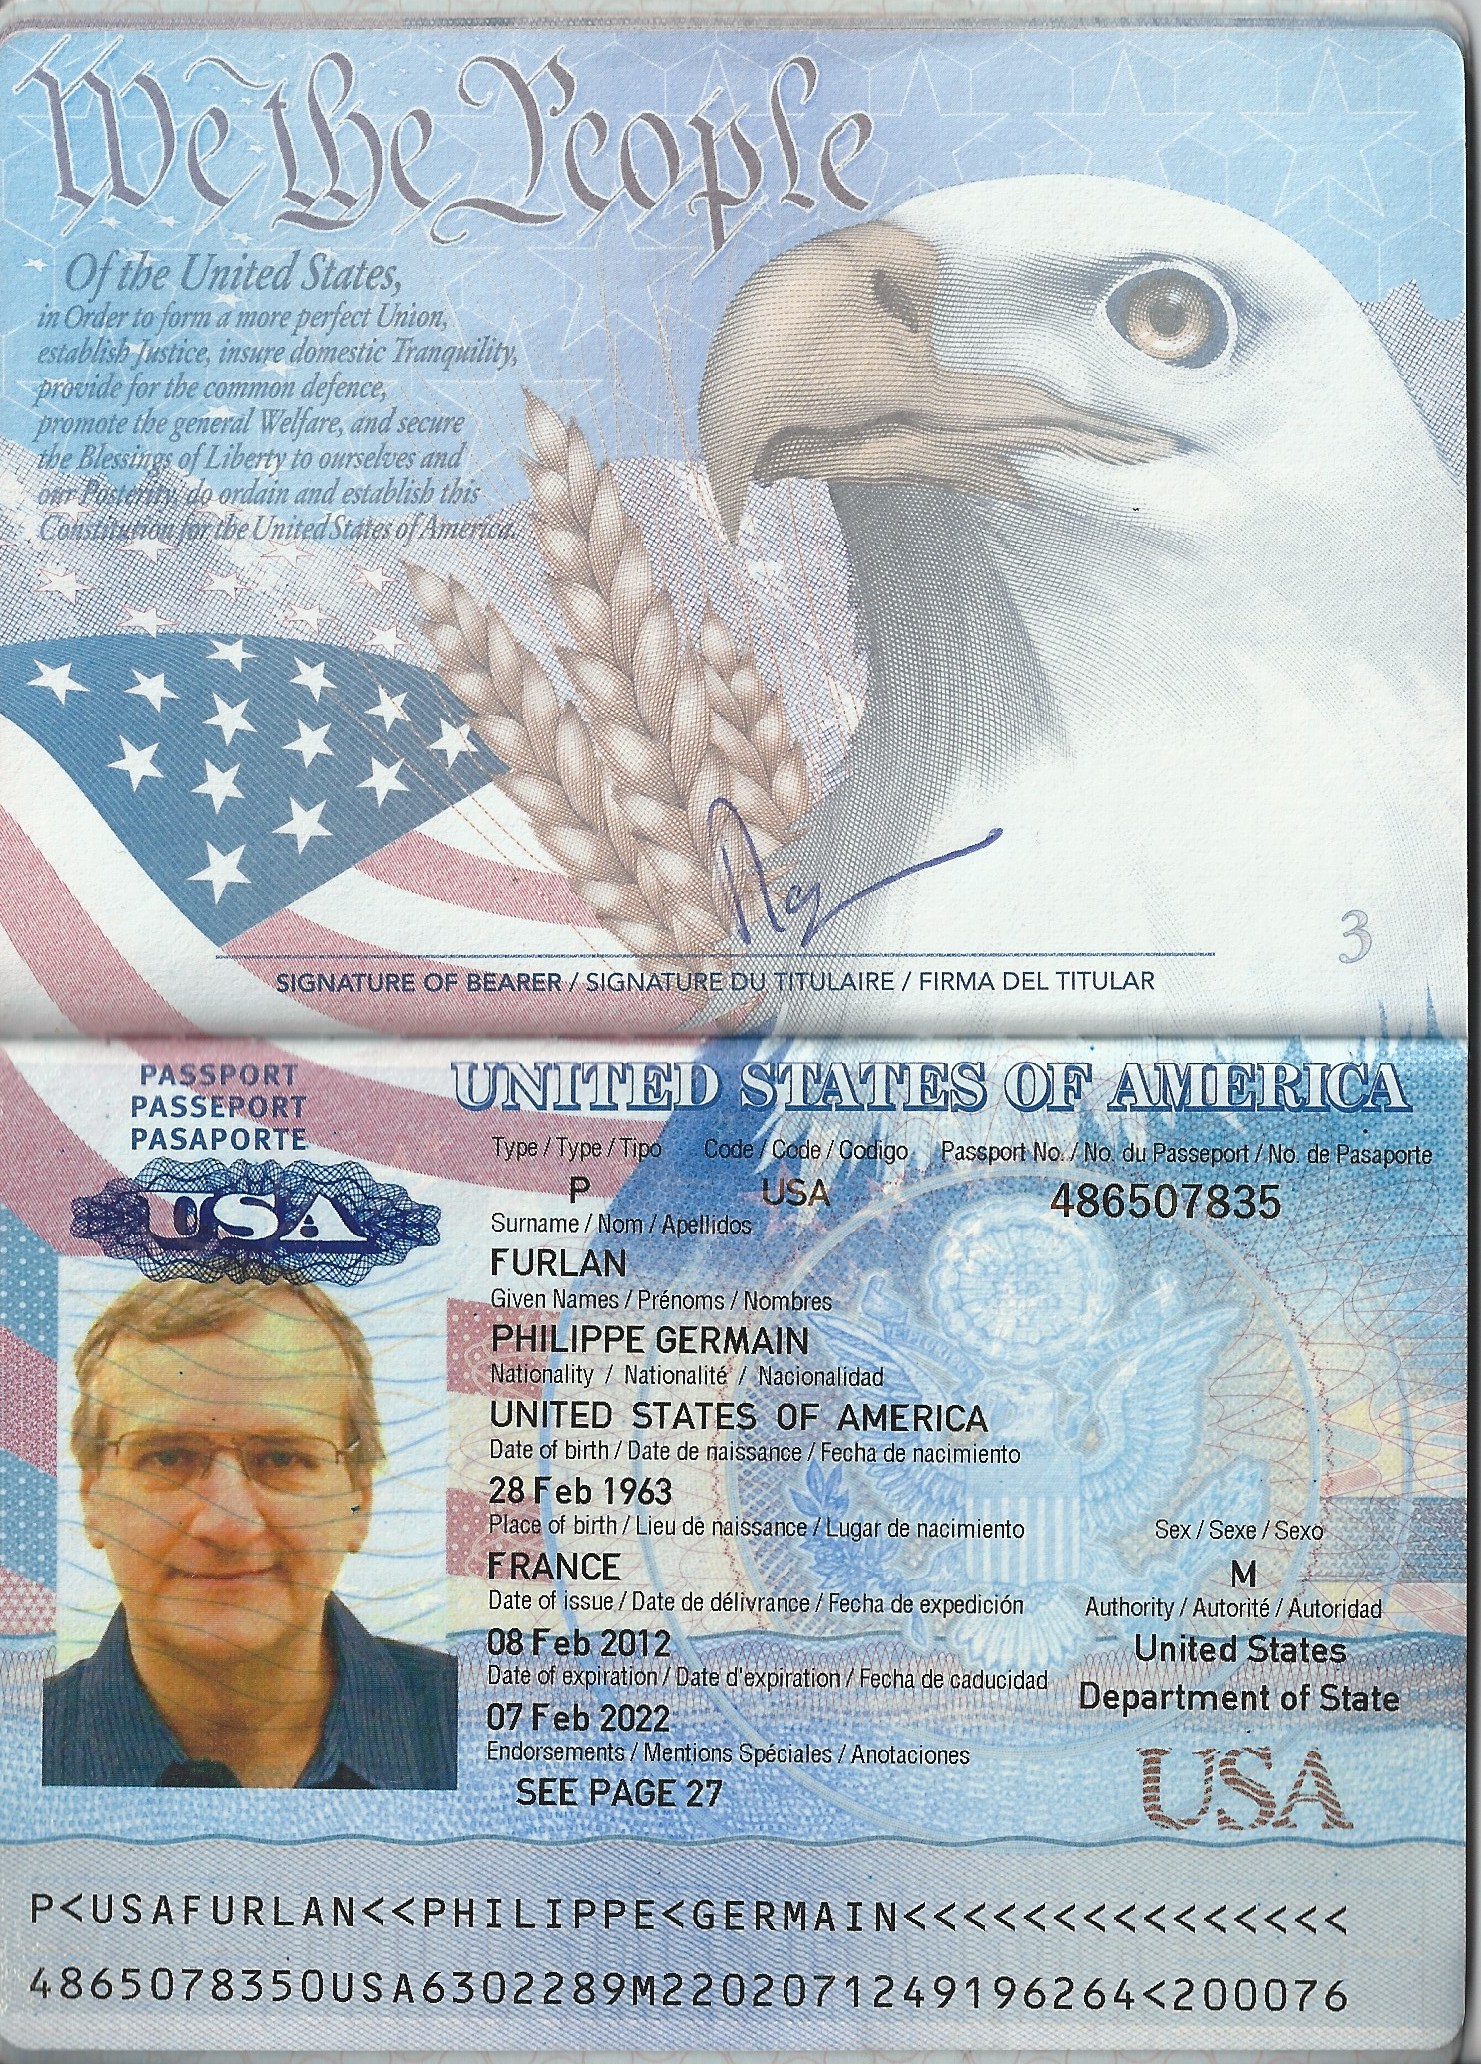 We the People
Of the United States,
in Order to form a more perfect Union,
establish Justice, insure domestic Tranquility,
provide for the common defence,
promote the general Welfare, and secure
the Blessings of Liberty to ourselves and
our Posterity, do ordain and establish this
Constitution for the United States of America.
3
SIGNATURE OF BEARER / SIGNATURE DU TITULAIRE / FIRMA DEL TITULAR
PASSPORT
PASSEPORT
PASAPORTE
USA
UNITED STATES OF AMERICA
Type / Type / Tipo Code / Code / Codigo Passport No. / No. du Passeport / No. de Pasaporte
P USA 486507835
Surname / Nom / Apellidos
FURLAN
Given Names / Prénoms / Nombres
PHILIPPE GERMAIN
Nationality / Nationalité / Nacionalidad
UNITED STATES OF AMERICA
Date of birth / Date de naissance / Fecha de nacimiento
28 Feb 1963
Place of birth / Lieu de naissance / Lugar de nacimiento Sex / Sexe / Sexo
FRANCE M
Date of issue / Date de délivrance / Fecha de expedición Authority / Autorité / Autoridad
08 Feb 2012 United States
Date of expiration / Date d'expiration / Fecha de caducidad Department of State
07 Feb 2022
Endorsements / Mentions Spéciales / Anotaciones
SEE PAGE 27
USA
P<USAFURLAN<<PHILIPPE<GERMAIN<<<<<<<<<<<<<<<
4865078350USA6302289M2202071249196264<200076